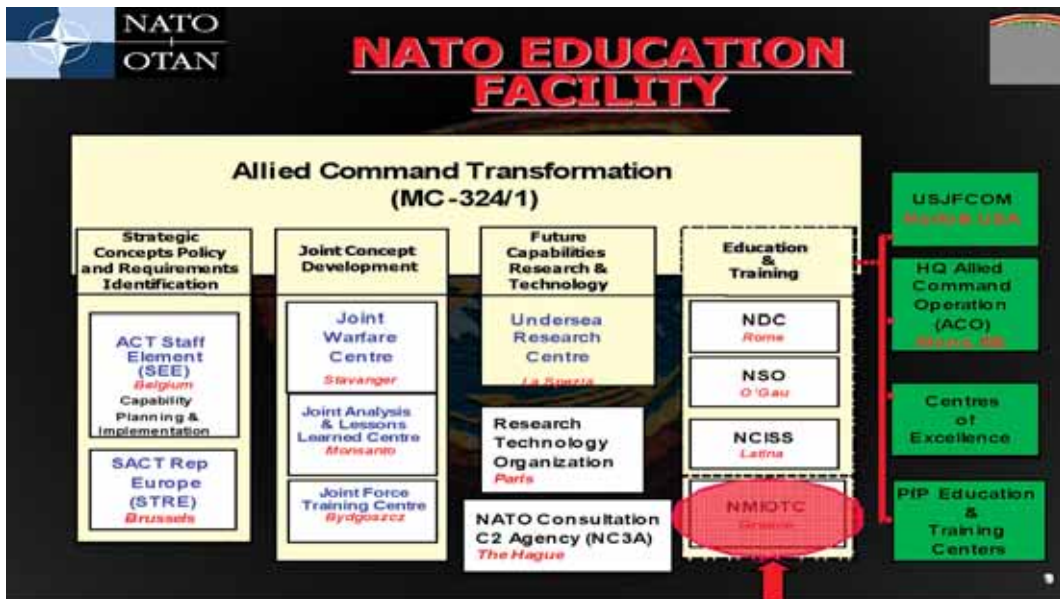 NATO
OTAN
NATO EDUCATION
FACILITY
Allied Command Transformation
(MC-324/1)
Strategic
Concepts Policy
and Requirements
Identification
ACT Staff
Element
(SEE)
Belgium
Capability
Planning &
Implementation
SACT Rep
Europe
(STRE)
Brussels
Joint Concept
Development
Joint
Warfare
Centre
Stavanger
Joint Analysis
& Lessons
Learned Centre
Monsanto
Joint Force
Training Centre
Bydgoszcz
Future
Capabilities
Research &
Technology
Undersea
Research
Centre
La Spezia
Research
Technology
Organization
Paris
NATO Consultation
C2 Agency (NC3A)
The Hague
Education
&
Training
NDC
Rome
NSO
O'Gau
NCISS
Latina
NMIOTC
Greece
USJFCOM
Norfolk USA
HQ Allied
Command
Operation
(ACO)
Centres
of
Excellence
PfP Education
&
Training
Centers